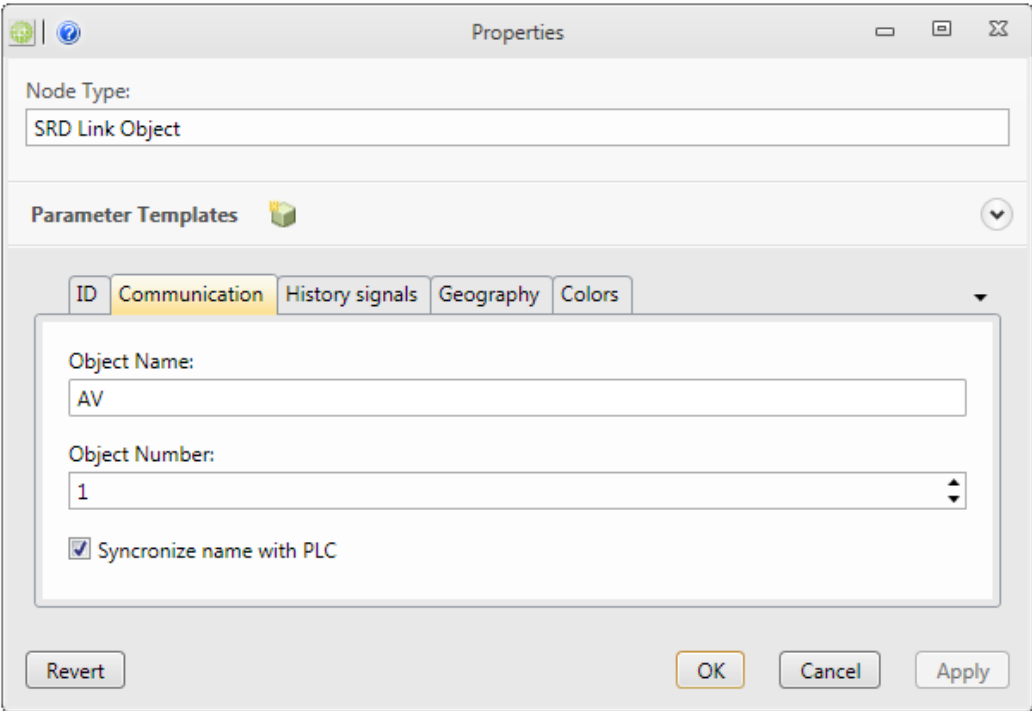 Properties
Node Type:
SRD Link Object
Parameter Templates
ID Communication History signals Geography Colors
Object Name:
AV
Object Number:
1
Syncronize name with PLC
Revert OK Cancel Apply